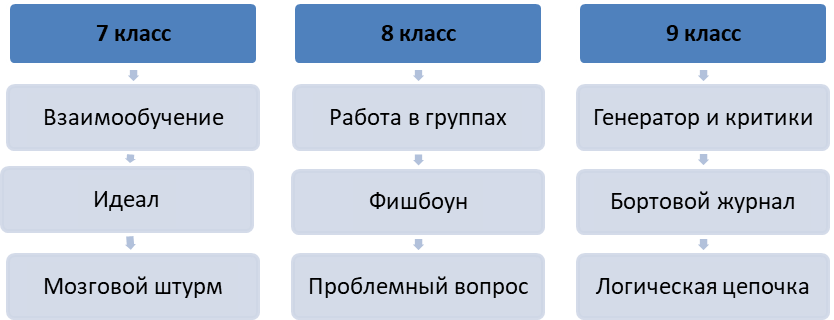 7 класс
Взаимообучение
Идеал
Мозговой штурм
8 класс
Работа в группах
Фишбоун
Проблемный вопрос
9 класс
Генератор и критики
Бортовой журнал
Логическая цепочка